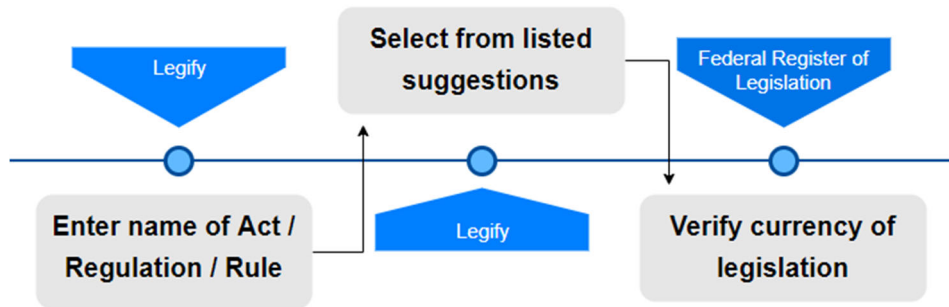 Legify
Enter name of Act /
Regulation / Rule
Select from listed
suggestions
Legify
Federal Register of
Legislation
Verify currency of
legislation